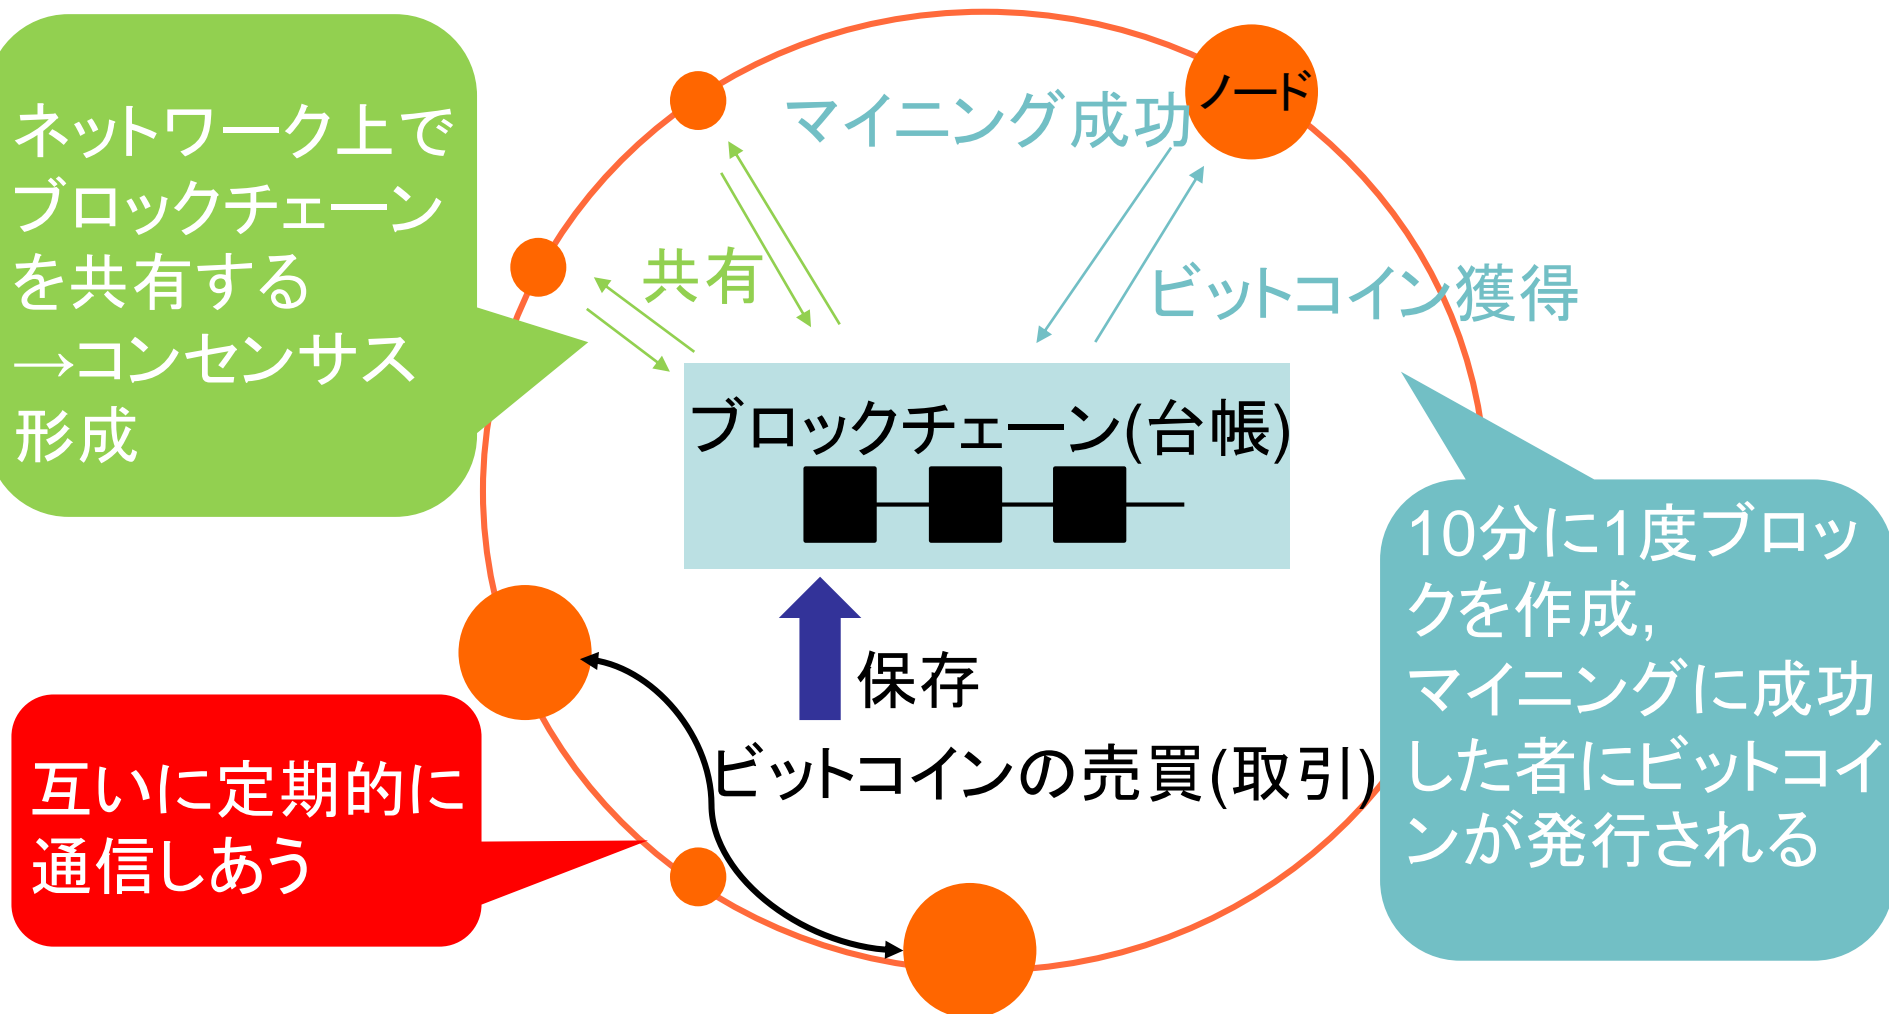 ネットワーク上で
ブロックチェーン
を共有する
→コンセンサス
形成
マイニング成功
ノード
共有
ビットコイン獲得
ブロックチェーン(台帳)
保存
ビットコインの売買(取引)
10分に1度ブロッ
クを作成,
マイニングに成功
した者にビットコイ
ンが発行される
互いに定期的に
通信しあう